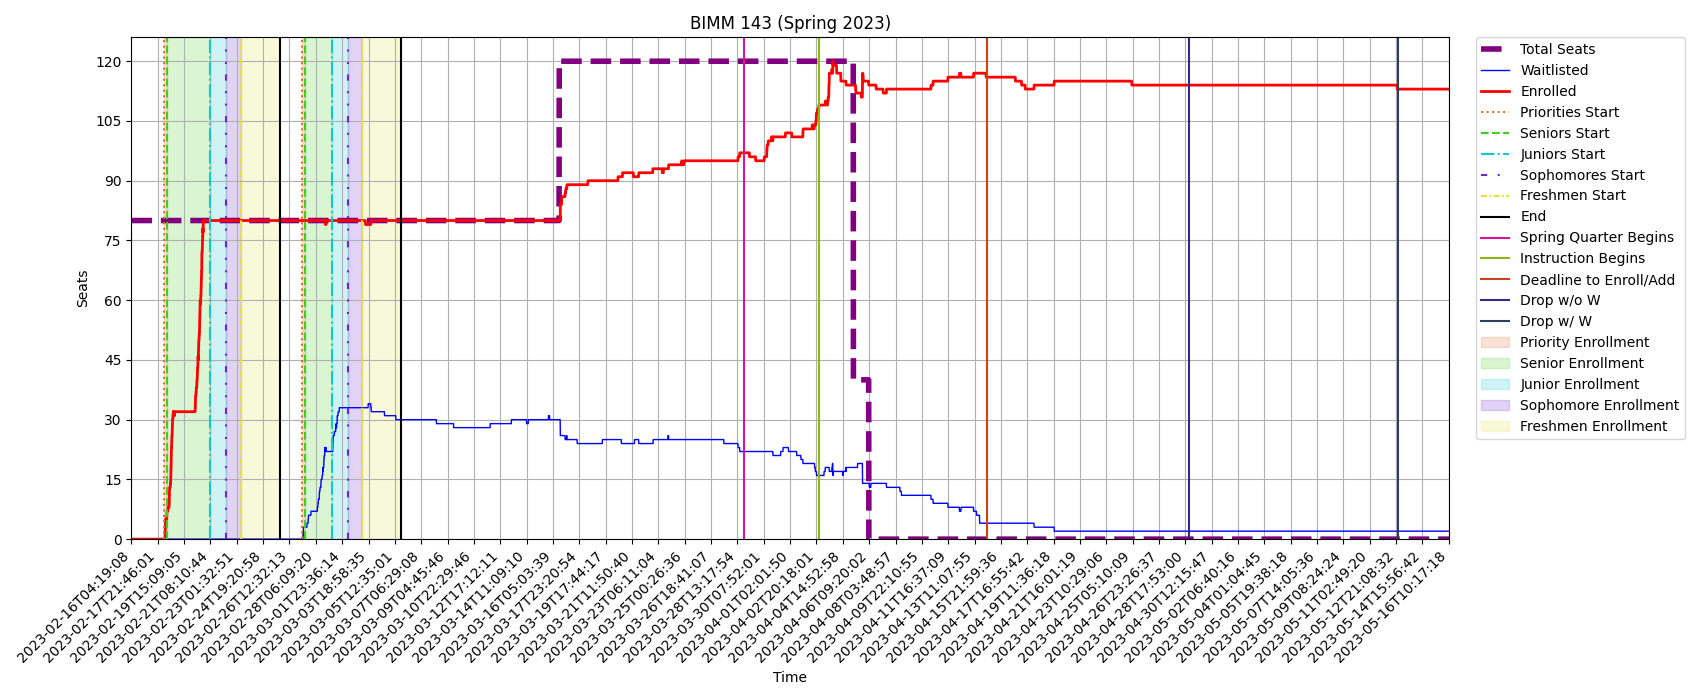 BIMM 143 (Spring 2023)
Seats
120
105
90
75
60
45
30
15
0
2023-02-16T04:19:08
2023-02-17T21:46:01
2023-02-19T15:09:05
2023-02-21T08:10:44
2023-02-23T01:32:51
2023-02-24T19:20:58
2023-02-26T12:32:13
2023-02-28T06:09:20
2023-03-01T23:36:14
2023-03-03T18:58:35
2023-03-05T12:35:01
2023-03-07T06:29:08
2023-03-09T04:45:46
2023-03-10T22:29:46
2023-03-12T17:12:11
2023-03-14T11:09:10
2023-03-16T05:03:39
2023-03-17T23:20:54
2023-03-19T17:44:17
2023-03-21T11:50:40
2023-03-23T06:11:04
2023-03-25T00:26:36
2023-03-26T18:41:07
2023-03-28T13:17:54
2023-03-30T07:52:01
2023-04-01T02:01:50
2023-04-02T20:18:01
2023-04-04T14:52:58
2023-04-06T09:20:02
2023-04-08T03:48:57
2023-04-09T22:10:55
2023-04-11T16:37:09
2023-04-13T11:07:55
2023-04-15T21:59:36
2023-04-17T16:55:42
2023-04-19T11:36:18
2023-04-21T06:01:19
2023-04-23T10:29:06
2023-04-25T05:10:09
2023-04-26T23:26:37
2023-04-28T17:53:00
2023-04-30T12:15:47
2023-05-02T06:40:16
2023-05-04T01:04:45
2023-05-05T19:38:18
2023-05-07T14:05:36
2023-05-09T08:24:24
2023-05-11T02:49:20
2023-05-12T21:08:32
2023-05-14T15:56:42
2023-05-16T10:17:18
Time
Total Seats
Waitlisted
Enrolled
Priorities Start
Seniors Start
Juniors Start
Sophomores Start
Freshmen Start
End
Spring Quarter Begins
Instruction Begins
Deadline to Enroll/Add
Drop w/o W
Drop w/ W
Priority Enrollment
Senior Enrollment
Junior Enrollment
Sophomore Enrollment
Freshmen Enrollment